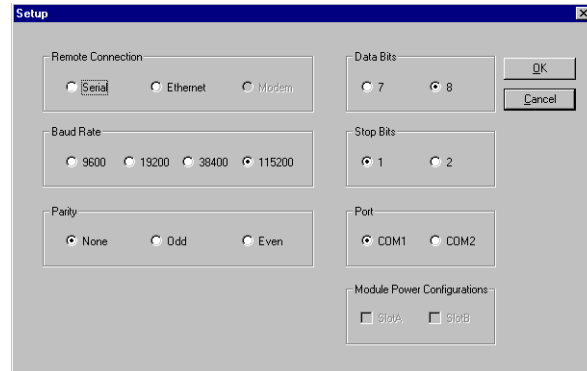 Setup
Remote Connection
Serial Ethernet Modem
Baud Rate
9600 19200 38400 115200
Parity
None Odd Even
Data Bits
7 8
Stop Bits
1 2
Port
COM1 COM2
Module Power Configurations
SlotA SlotB
OK
Cancel